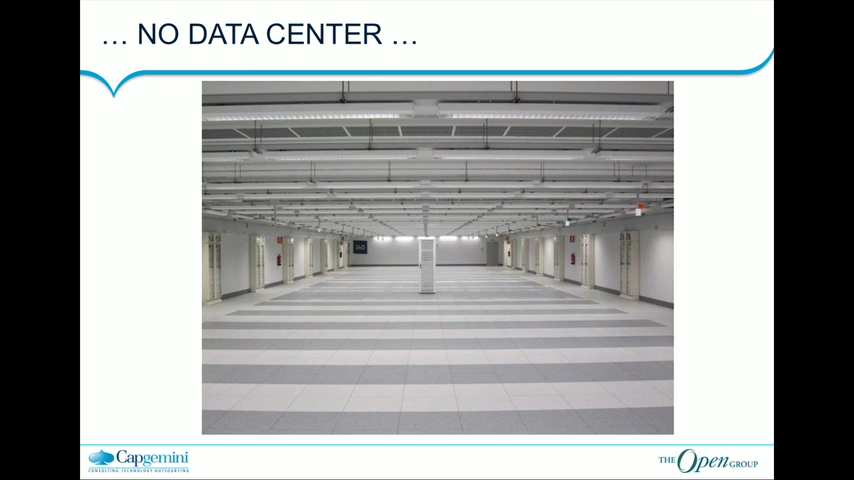 … NO DATA CENTER …
Capgemini
CONSULTING.TECHNOLOGY.OUTSOURCING
THE Open GROUP